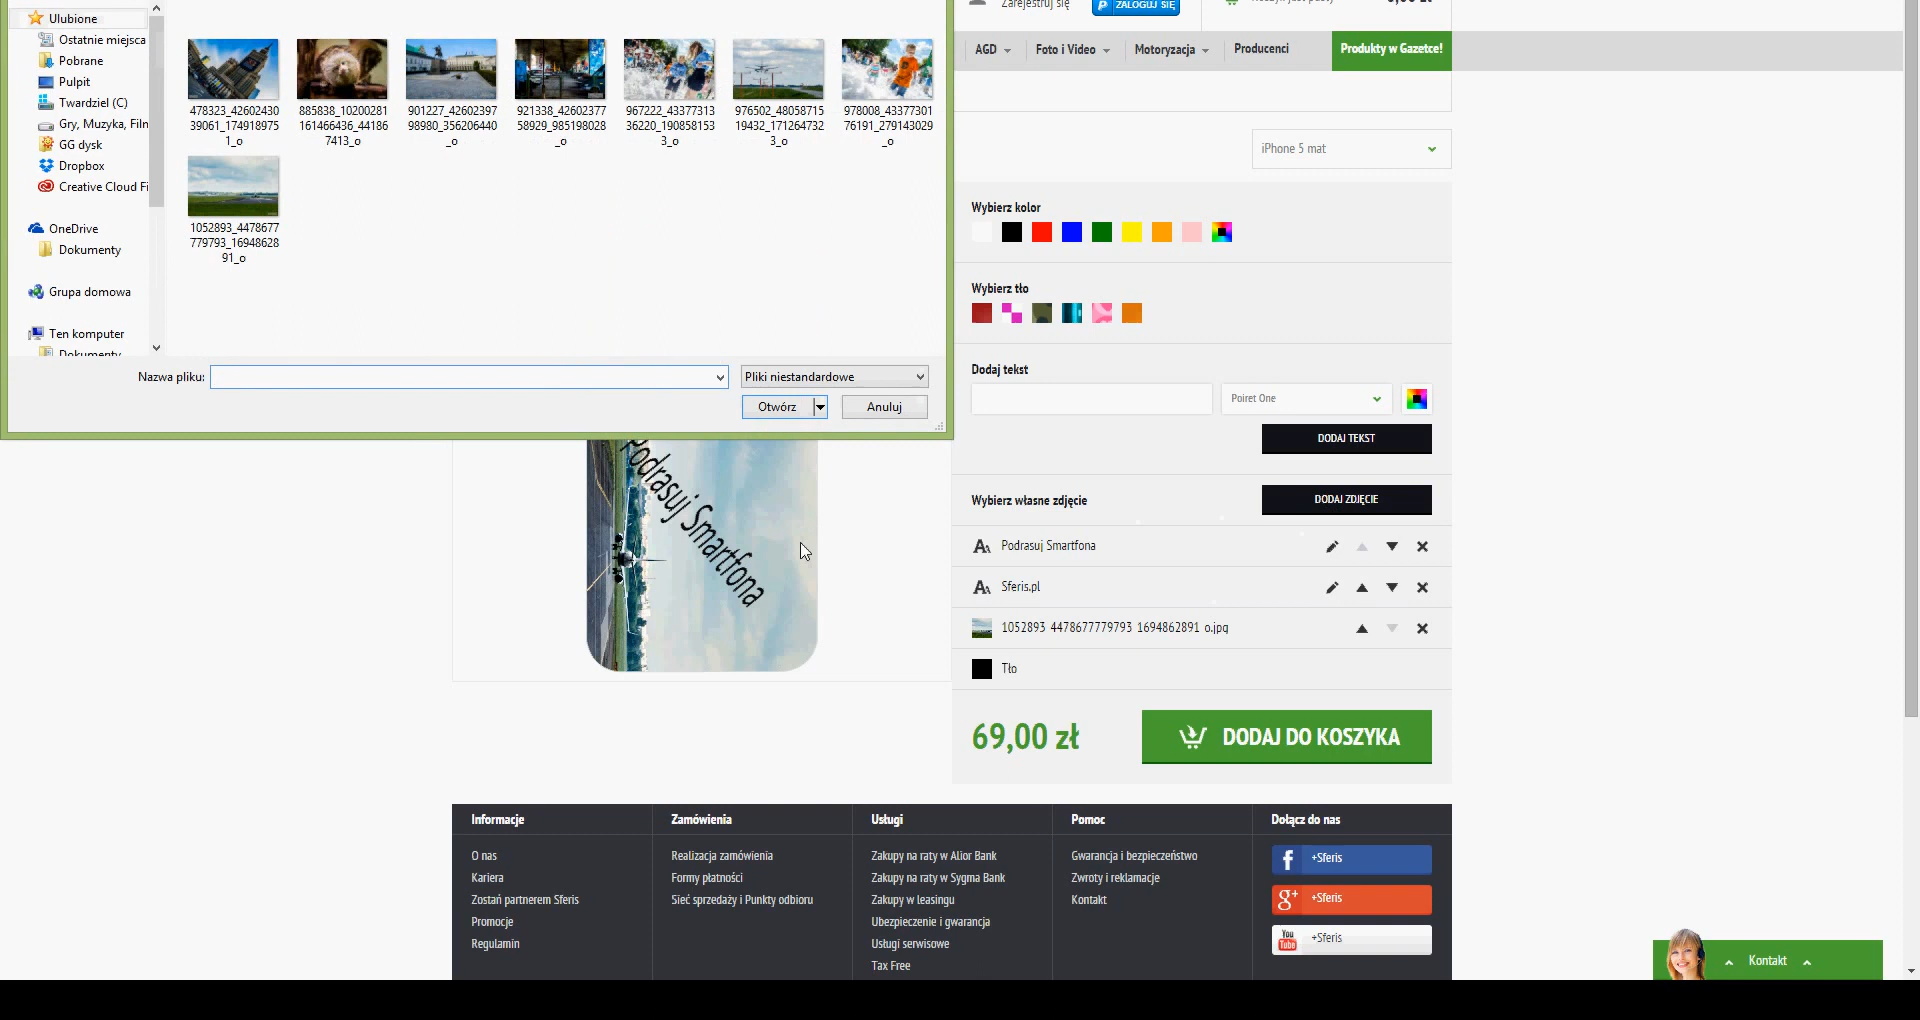 Ulubione
Ostatnie miejsca
Pobrane
Pulpit
Twardziel (C)
Gry, Muzyka, Film
GG dysk
Dropbox
Creative Cloud Fi
OneDrive
Dokumenty
Grupa domowa
Ten komputer
Dokumenty
478323_42602430
39061_174918975
1_o
885838_10200281
161466436_44186
7413_o
901227_42602397
98980_356206440
_o
921338_42602377
58929_985198028
_o
967222_43377313
36220_190858153
3_o
976502_48058715
19432_171264732
3_o
978008_43377301
76191_279143029
_o
1052893_4478677
779793_16948628
91_o
Nazwa pliku:
Pliki niestandardowe
Otwórz
Anuluj
Zarejestruj się
ZALOGUJ SIĘ
AGD
Foto i Video
Motoryzacja
Producenci
Produkty w Gazetce!
iPhone 5 mat
Wybierz kolor
Wybierz tło
Dodaj tekst
Poiret One
DODAJ TEKST
Wybierz własne zdjęcie
DODAJ ZDJĘCIE
Podrasuj Smartfona
Podrasuj Smartfona
Sferis.pl
1052893_4478677779793_1694862891_o.jpg
Tło
69,00 zł
DODAJ DO KOSZYKA
Informacje
O nas
Kariera
Zostań partnerem Sferis
Promocje
Regulamin
Zamówienia
Realizacja zamówienia
Formy płatności
Sieć sprzedaży i Punkty odbioru
Usługi
Zakupy na raty w Alior Bank
Zakupy na raty w Sygma Bank
Zakupy w leasingu
Ubezpieczenie i gwarancja
Usługi serwisowe
Tax Free
Pomoc
Gwarancja i bezpieczeństwo
Zwroty i reklamacje
Kontakt
Dołącz do nas
+Sferis
+Sferis
You
Tube
+Sferis
Kontakt